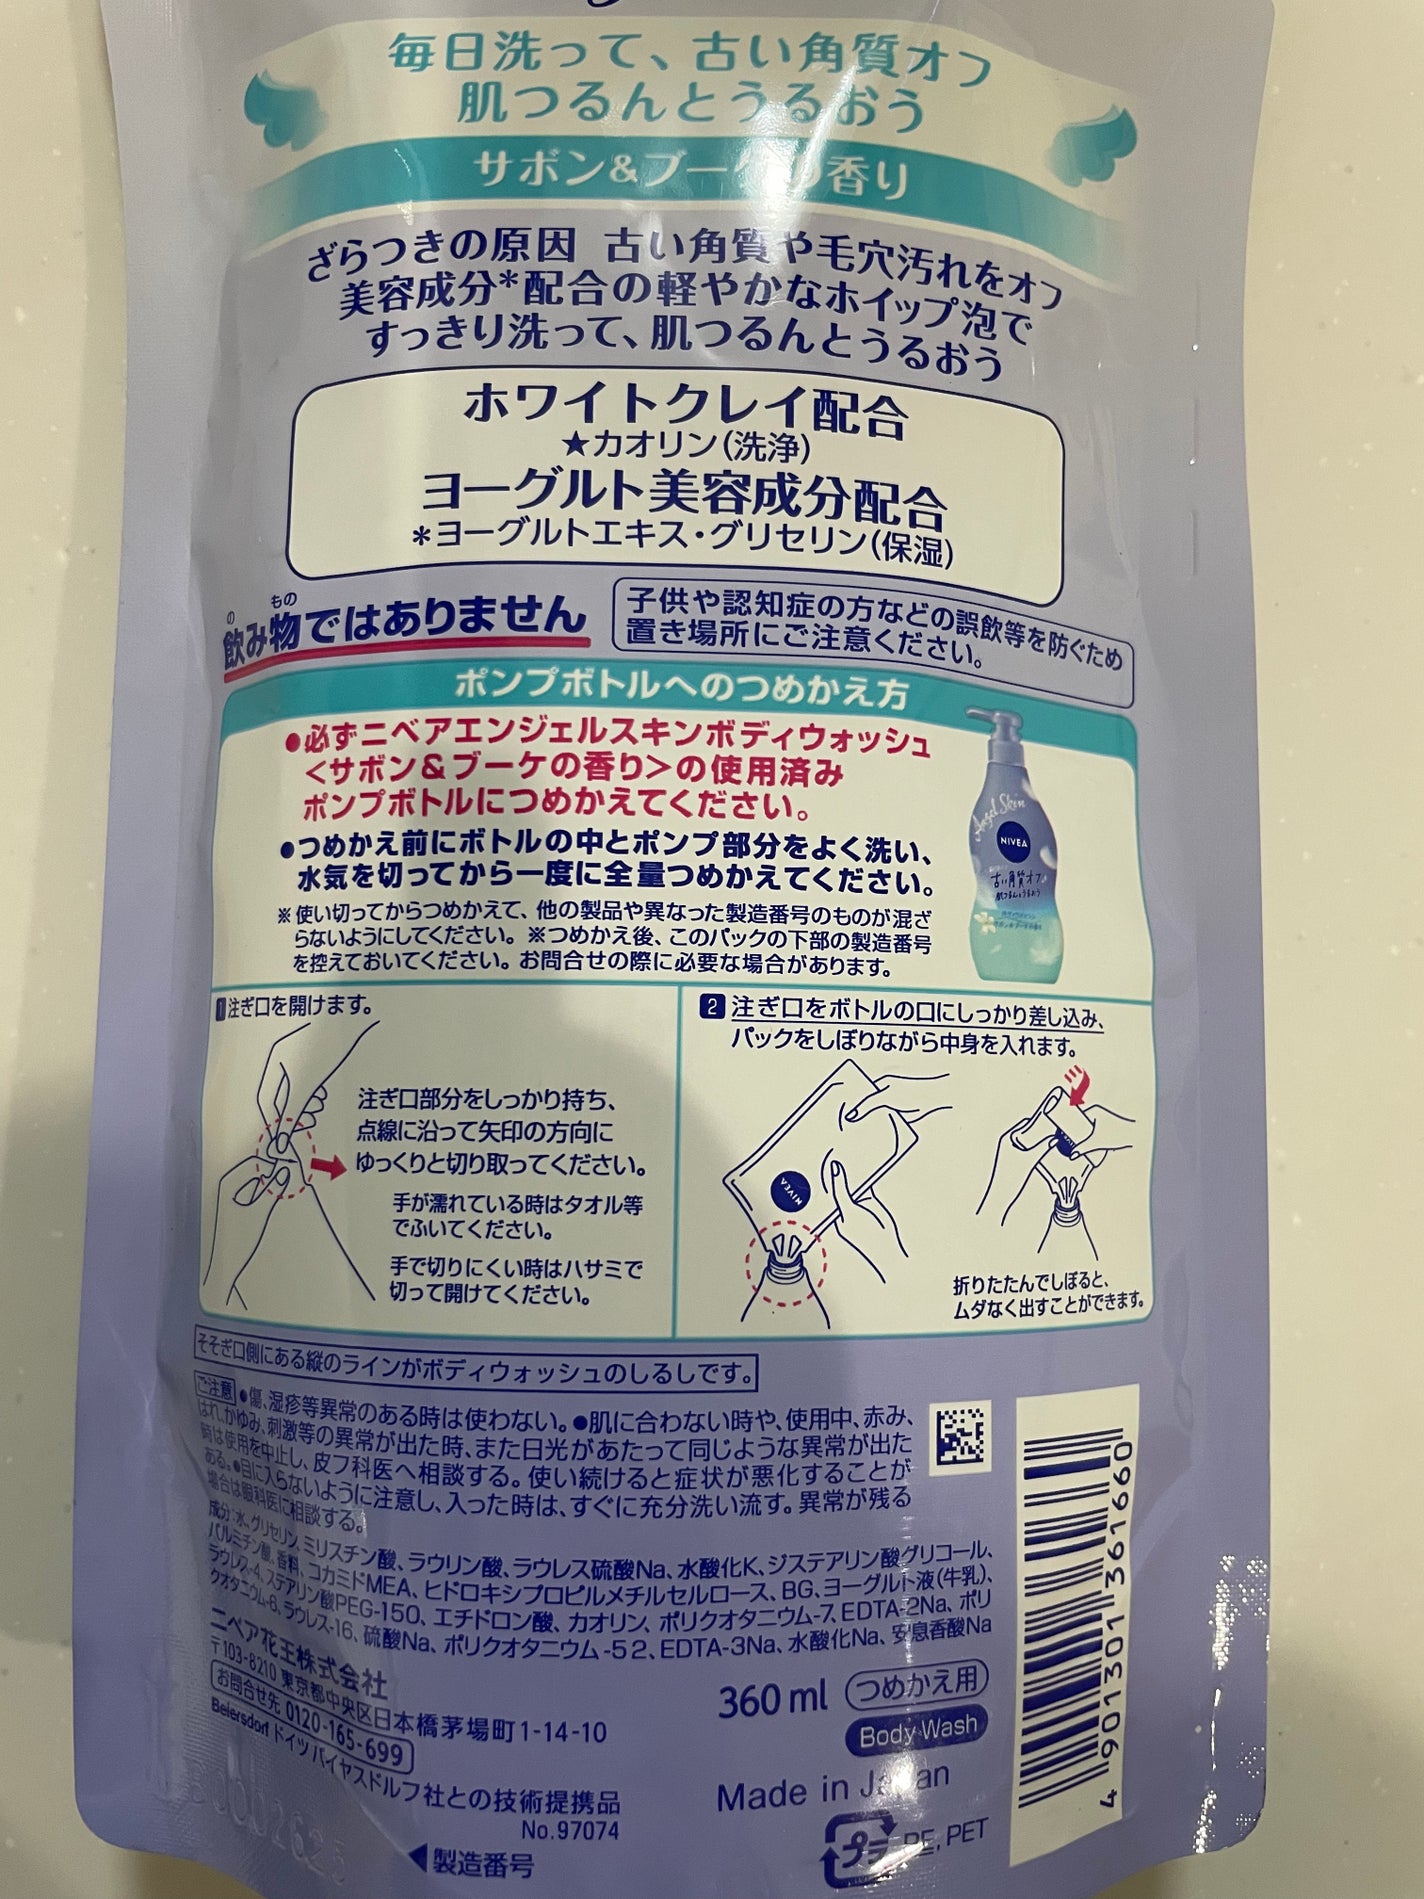 毎日洗って、古い角質オフ
肌つるんとうるおう
サボン&ブーケの香り
ざらつきの原因 古い角質や毛穴汚れをオフ
美容成分*配合の軽やかなホイップ泡で
すっきり洗って、肌つるんとうるおう
ホワイトクレイ配合
★カオリン(洗浄)
ヨーグルト美容成分配合
*ヨーグルトエキス・グリセリン(保湿)
の もの
飲み物ではありません
子供や認知症の方などの誤飲等を防ぐため
置き場所にご注意ください。
ポンプボトルへのつめかえ方
●必ずニベアエンジェルスキンボディウォッシュ
<サボン&ブーケの香り>の使用済み
ポンプボトルにつめかえてください。
●つめかえ前にボトルの中とポンプ部分をよく洗い、
水気を切ってから一度に全量つめかえてください。
※使い切ってからつめかえて、他の製品や異なった製造番号のものが混ざ
らないようにしてください。※つめかえ後、このパックの下部の製造番号
を控えておいてください。お問合せの際に必要な場合があります。
Angel Skin
NIVEA
古い角質オフ
肌つるんとうるおう
サボン&ブーケの香り
1 注ぎ口を開けます。
注ぎ口部分をしっかり持ち、
点線に沿って矢印の方向に
ゆっくりと切り取ってください。
手が濡れている時はタオル等
でふいてください。
手で切りにくい時はハサミで
切って開けてください。
2 注ぎ口をボトルの口にしっかり差し込み、
パックをしぼりながら中身を入れます。
NIVEA
折りたたんでしぼると、
ムダなく出すことができます。
そそぎ口側にある縦のラインがボディウォッシュのしるしです。
ご注意 ●傷、湿疹等異常のある時は使わない。●肌に合わない時や、使用中、赤み、
はれ、かゆみ、刺激等の異常が出た時、また日光があたって同じような異常が出た
時は使用を中止し、皮フ科医へ相談する。使い続けると症状が悪化することが
ある。●目に入らないように注意し、入った時は、すぐに充分洗い流す。異常が残る
場合は眼科医に相談する。
成分:水、グリセリン、ミリスチン酸、ラウリン酸、ラウレス硫酸Na、水酸化K、ジステアリン酸グリコール、
パルミチン酸、香料、コカミドMEA、ヒドロキシプロピルメチルセルロース、BG、ヨーグルト液(牛乳)、
ラウレス-4、ステアリン酸PEG-150、エチドロン酸、カオリン、ポリクオタニウム-7、EDTA-2Na、ポリ
クオタニウム-6、ラウレス-16、硫酸Na、ポリクオタニウム-52、EDTA-3Na、水酸化Na、安息香酸Na
ニベア花王株式会社
〒103-8210 東京都中央区日本橋茅場町1-14-10
お問合せ先 0120-165-699
Beiersdorf ドイツ バイヤスドルフ社との技術提携品
No.97074
◀製造番号
360ml つめかえ用
Body Wash
Made in Japan
プラ PE, PET
4 901301 361660